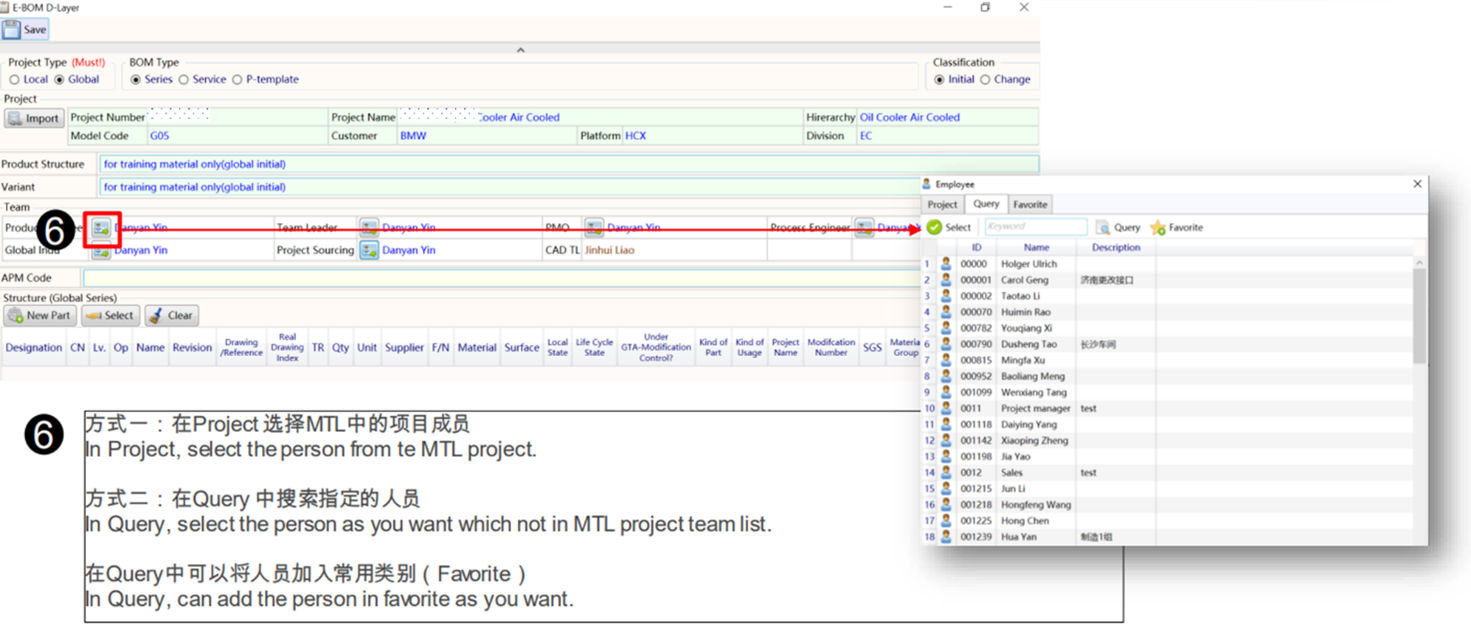 E-BOM D-Layer
Save
Project Type (Must!) BOM Type Classification
Local Global Series Service P-template Initial Change
Project
Import Project Number Project Name Cooler Air Cooled Hirerarchy Oil Cooler Air Cooled
Model Code G05 Customer BMW Platform HCX Division EC
Product Structure for training material only(global initial)
Variant for training material only(global initial)
Team
6 Danyan Yin Team Leader Danyan Yin PMO Danyan Yin Process Engineer
Global Danyan Yin Project Sourcing Danyan Yin CAD TL Jinhui Liao
APM Code
Structure (Global Series)
New Part Select Clear
Designation CN Lv. Op Name Revision Drawing /Reference Real Drawing Index TR Qty Unit Supplier F/N Material Surface Local State Life Cycle State Under GTA-Modification Control? Kind of Part Kind of Usage Project Name Modifcation Number SGS Group
Employee
Project Query Favorite
Select Keyword Query Favorite
ID Name Description
1 00000 Holger Ulrich
2 000001 Carol Geng 济南更改接口
3 000002 Taotao Li
4 000070 Huimin Rao
5 000782 Youqiang Xi
6 000790 Dusheng Tao 长沙车间
7 000815 Mingfa Xu
8 000952 Baoliang Meng
9 001099 Wenxiang Tang
10 0011 Project manager test
11 001118 Daiying Yang
12 001142 Xiaoping Zheng
13 001198 Jia Yao
14 0012 Sales test
15 001215 Jun Li
16 001218 Hongfeng Wang
17 001225 Hong Chen
18 001239 Hua Yan 制造1组
6
方式一：在Project 选择MTL中的项目成员
In Project, select the person from te MTL project.
方式二：在Query 中搜索指定的人员
In Query, select the person as you want which not in MTL project team list.
在Query中可以将人员加入常用类别（Favorite）
In Query, can add the person in favorite as you want.